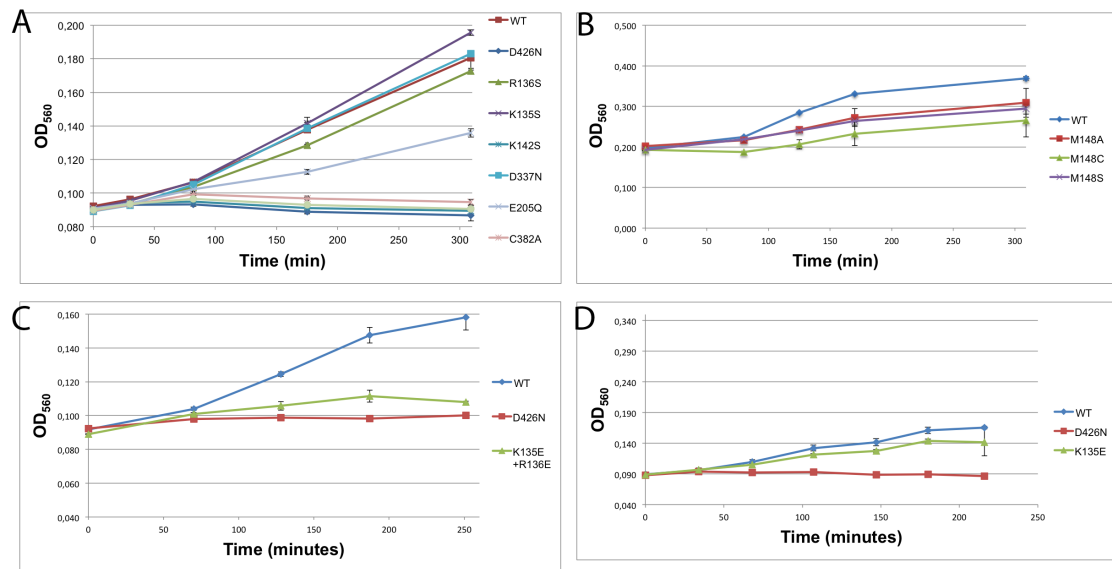 A
OD560
0,200
0,180
0,160
0,140
0,120
0,100
0,080
0 50 100 150 200 250 300
Time (min)
WT
D426N
R136S
K135S
K142S
D337N
E205Q
C382A
B
OD560
0,500
0,400
0,300
0,200
0,100
0,000
0 50 100 150 200 250 300
Time (min)
WT
M148A
M148C
M148S
C
OD560
0,160
0,140
0,120
0,100
0,080
0,060
0,040
0 50 100 150 200 250
Time (minutes)
WT
D426N
K135E
+R136E
D
OD560
0,340
0,290
0,240
0,190
0,140
0,090
0,040
0 50 100 150 200 250
Time (minutes)
WT
D426N
K135E